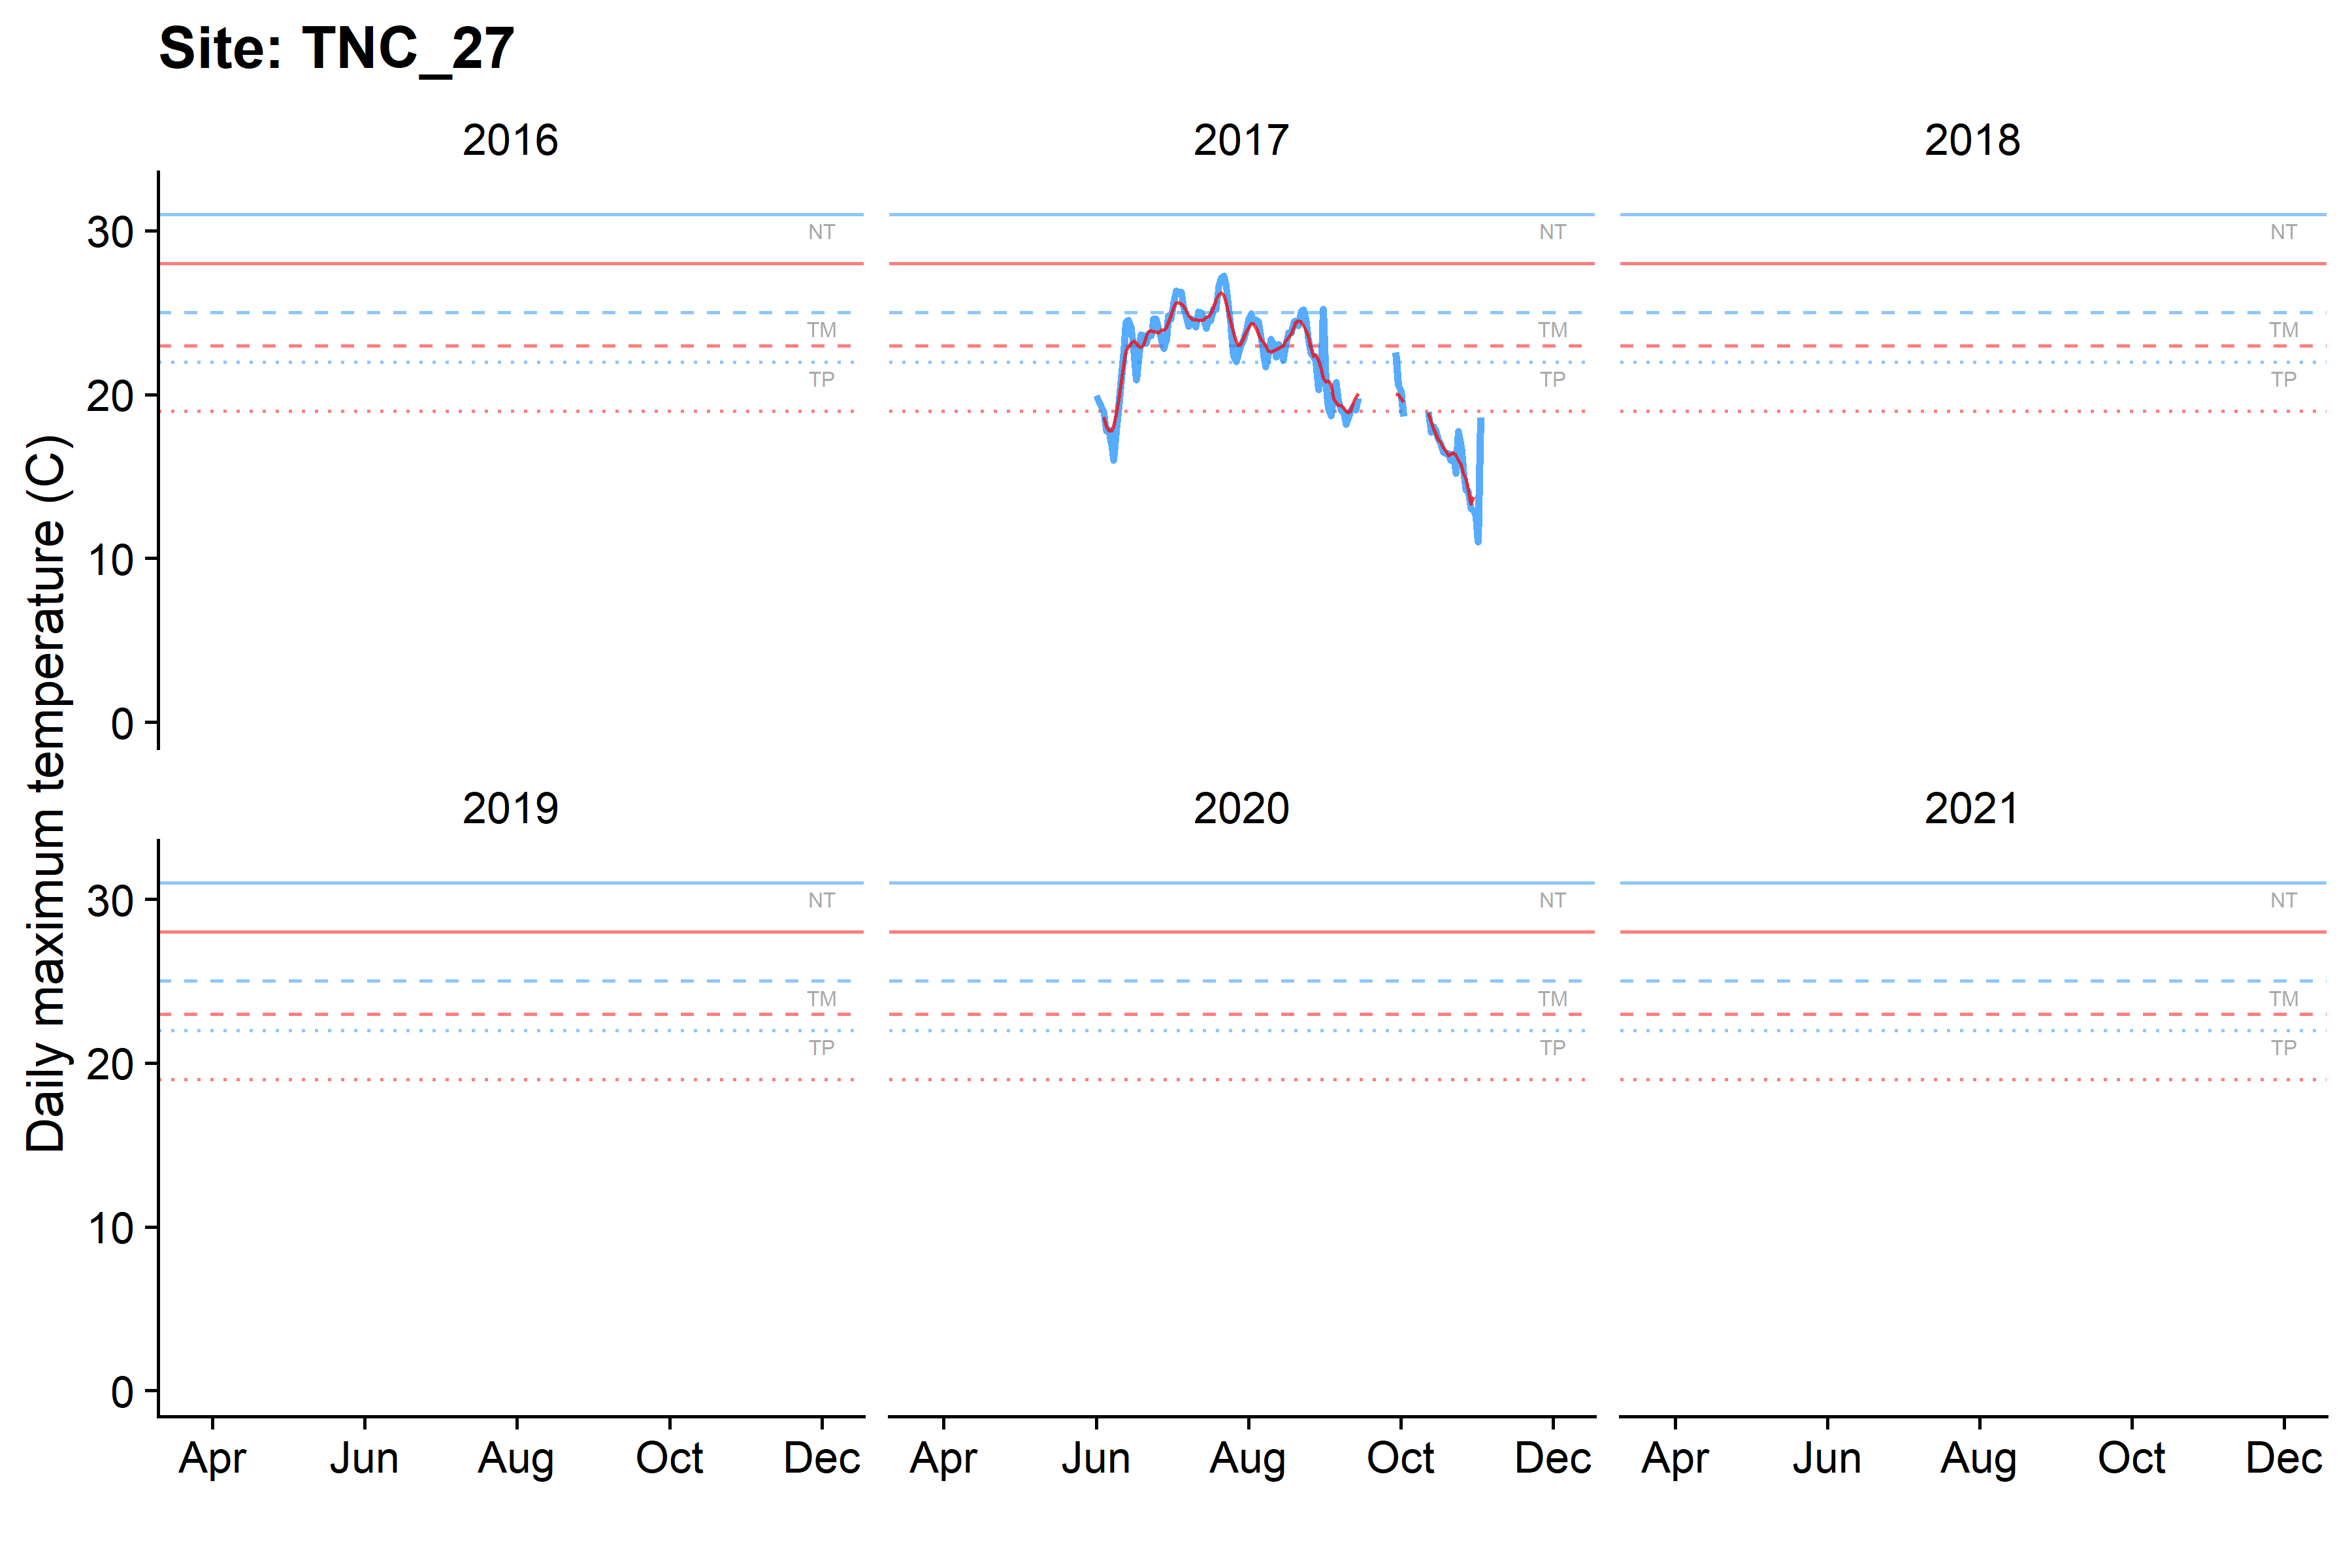 Site: TNC_27
2016 2017 2018
30 NT NT NT
TM TM TM
20 TP TP TP
10
0
Daily maximum temperature (C)
2019 2020 2021
30 NT NT NT
TM TM TM
20 TP TP TP
10
0
Apr Jun Aug Oct Dec Apr Jun Aug Oct Dec Apr Jun Aug Oct Dec